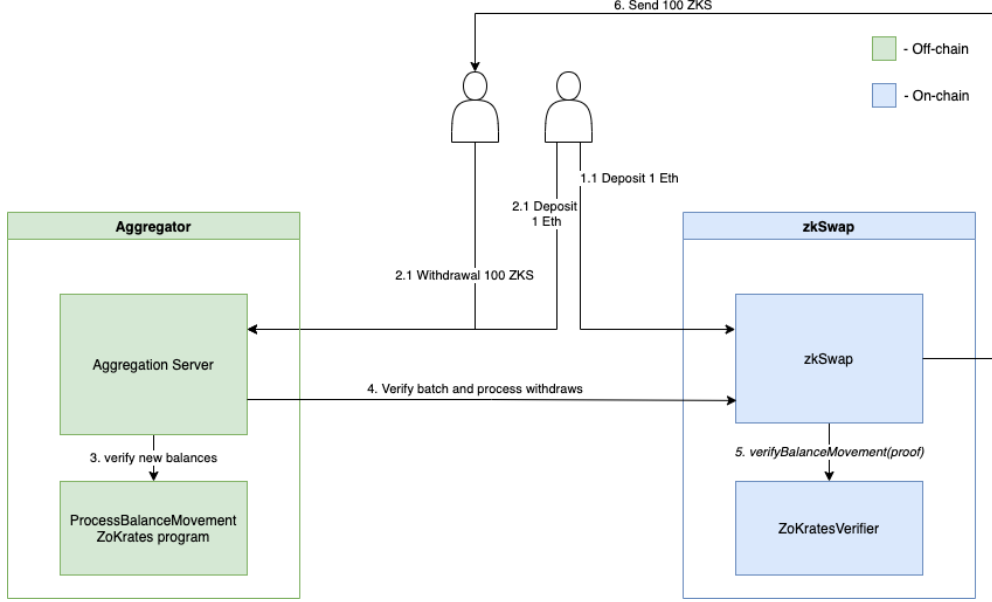 6. Send 100 ZKS
- Off-chain
- On-chain
1.1 Deposit 1 Eth
2.1 Deposit
1 Eth
Aggregator
zkSwap
2.1 Withdrawal 100 ZKS
Aggregation Server
zkSwap
4. Verify batch and process withdraws
3. verify new balances
5. verifyBalanceMovement(proof)
ProcessBalanceMovement
ZoKrates program
ZoKratesVerifier